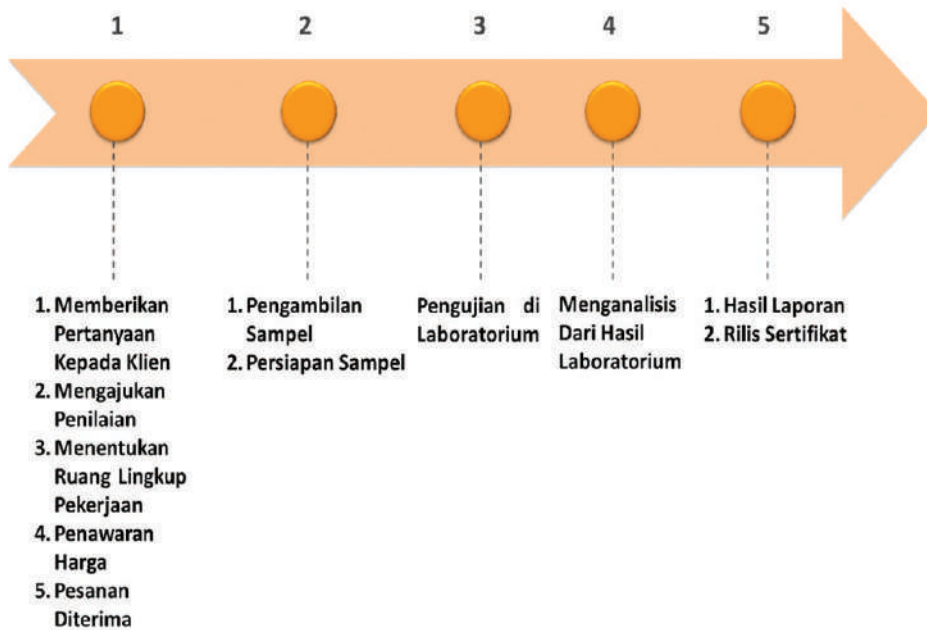 1
2
3
4
5
1. Memberikan
Pertanyaan
Kepada Klien
2. Mengajukan
Penilaian
3. Menentukan
Ruang Lingkup
Pekerjaan
4. Penawaran
Harga
5. Pesanan
Diterima
1. Pengambilan
Sampel
2. Persiapan Sampel
Pengujian di
Laboratorium
Menganalisis
Dari Hasil
Laboratorium
1. Hasil Laporan
2. Rilis Sertifikat